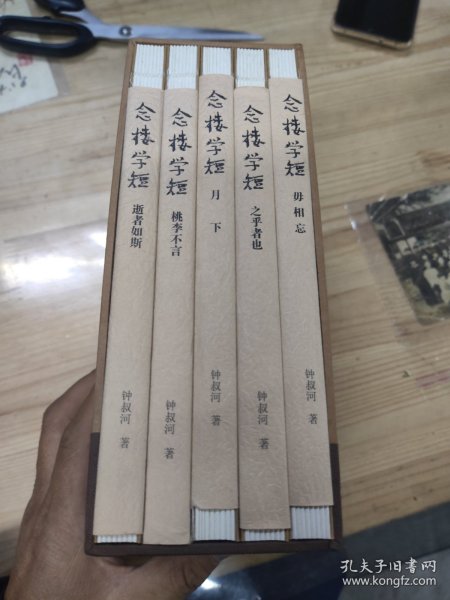 念楼学短
逝者如斯
钟叔河 著
念楼学短
桃李不言
钟叔河 著
念楼学短
月下
钟叔河 著
念楼学短
之乎者也
钟叔河 著
念楼学短
毋相忘
钟叔河 著
孔夫子旧书网
www.kongfz.com